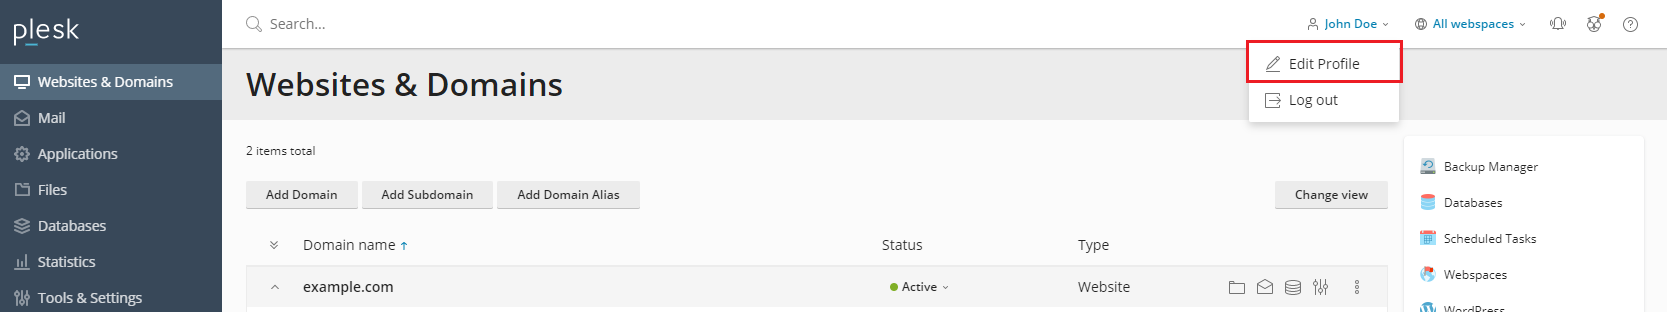 plesk
Search...
John Doe
All webspaces
Edit Profile
Log out
Websites & Domains
Mail
Applications
Files
Databases
Statistics
Tools & Settings
Websites & Domains
2 items total
Add Domain
Add Subdomain
Add Domain Alias
Change view
Domain name ↑
Status
Type
example.com
Active
Website
Backup Manager
Databases
Scheduled Tasks
Webspaces
WordPress